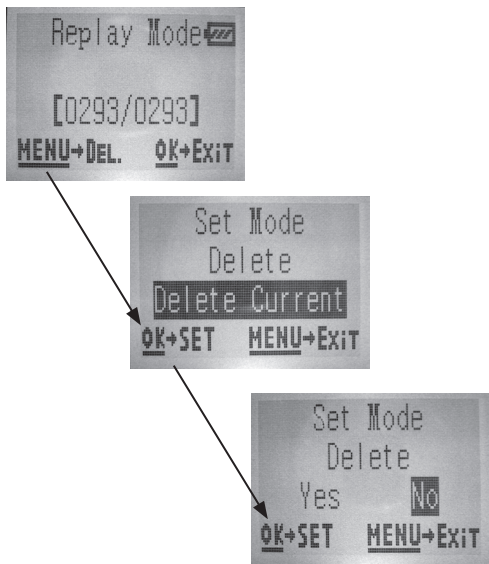 Replay Mode
[0293/0293]
MENU→DEL. OK→EXiT
Set Mode
Delete
Delete Current
OK→SET MENU→EXiT
Set Mode
Delete
Yes No
OK→SET MENU→EXiT